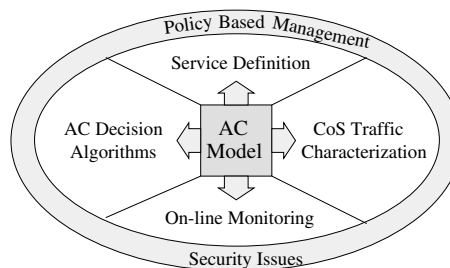 Policy Based Management
Service Definition
AC Decision
Algorithms
AC
Model
CoS Traffic
Characterization
On-line Monitoring
Security Issues